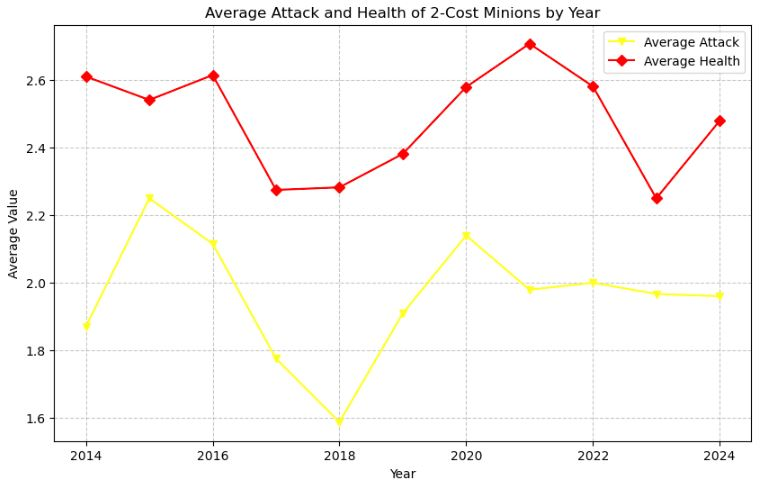 Average Attack and Health of 2-Cost Minions by Year
Average Attack
Average Health
Average Value
2.6
2.4
2.2
2.0
1.8
1.6
2014
2016
2018
2020
2022
2024
Year